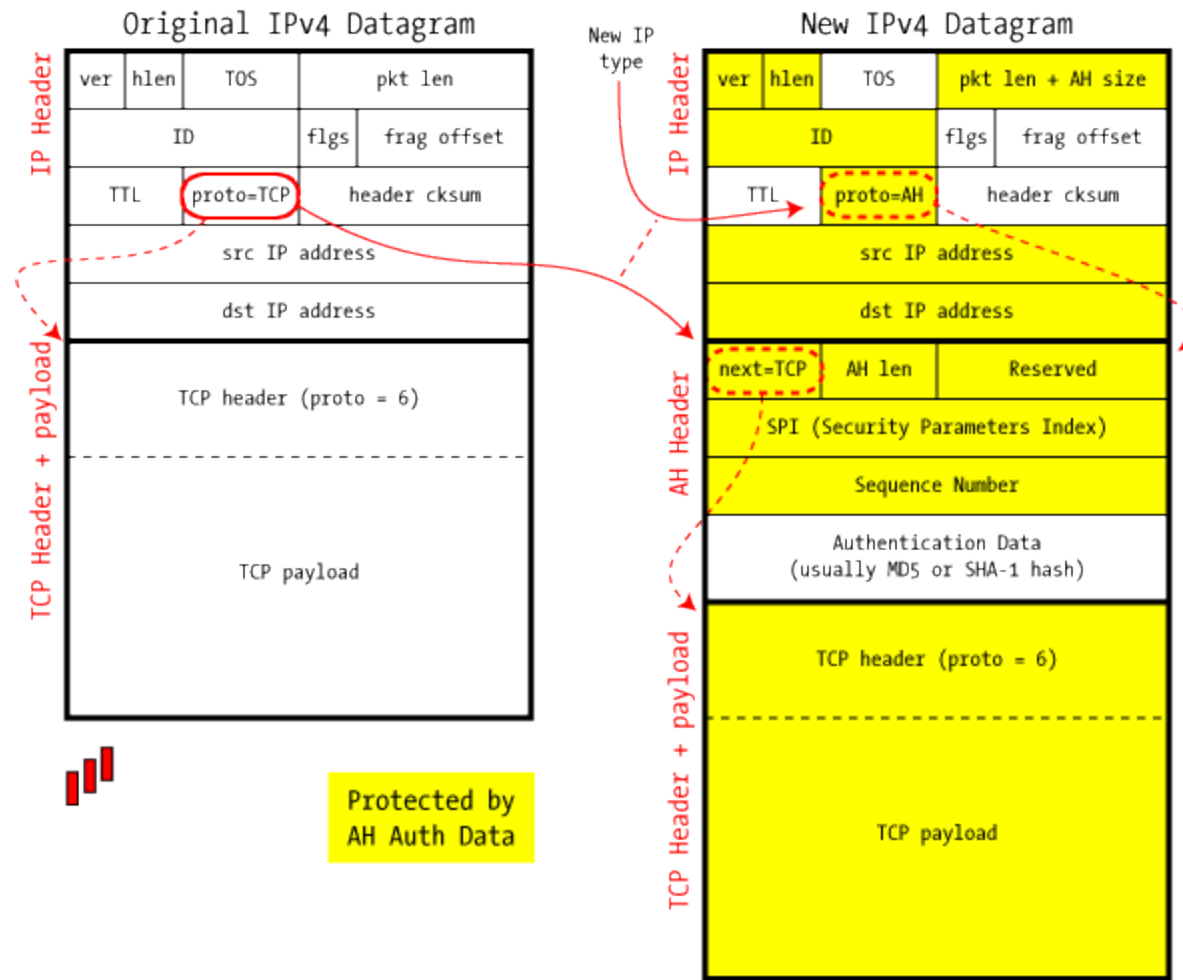 Original IPv4 Datagram
IP Header
ver hlen TOS pkt len
ID flgs frag offset
TTL proto=TCP header cksum
src IP address
dst IP address
TCP Header + payload
TCP header (proto = 6)
TCP payload
Protected by
AH Auth Data
New IP
type
New IPv4 Datagram
IP Header
ver hlen TOS pkt len + AH size
ID flgs frag offset
TTL proto=AH header cksum
src IP address
dst IP address
AH Header
next=TCP AH len Reserved
SPI (Security Parameters Index)
Sequence Number
Authentication Data
(usually MD5 or SHA-1 hash)
TCP Header + payload
TCP header (proto = 6)
TCP payload